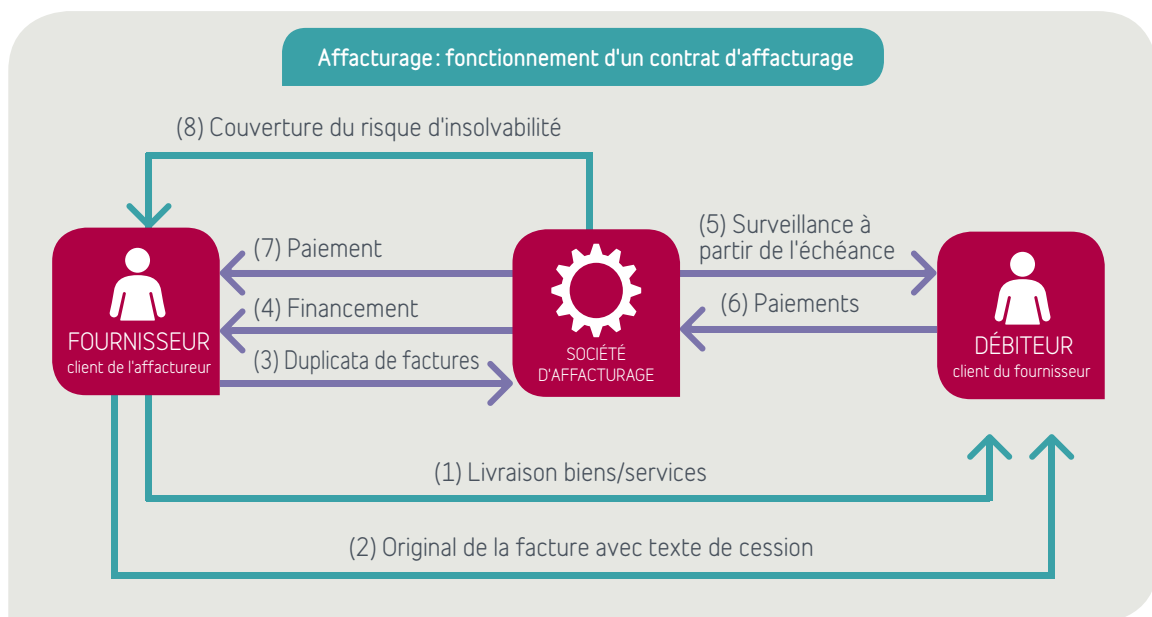 Affacturage : fonctionnement d'un contrat d'affacturage
(8) Couverture du risque d'insolvabilité
(7) Paiement
(5) Surveillance à
partir de l'échéance
(4) Financement
(6) Paiements
FOURNISSEUR
client de l'affactureur
(3) Duplicata de factures
SOCIÉTÉ
D'AFFACTURAGE
DÉBITEUR
client du fournisseur
(1) Livraison biens/services
(2) Original de la facture avec texte de cession